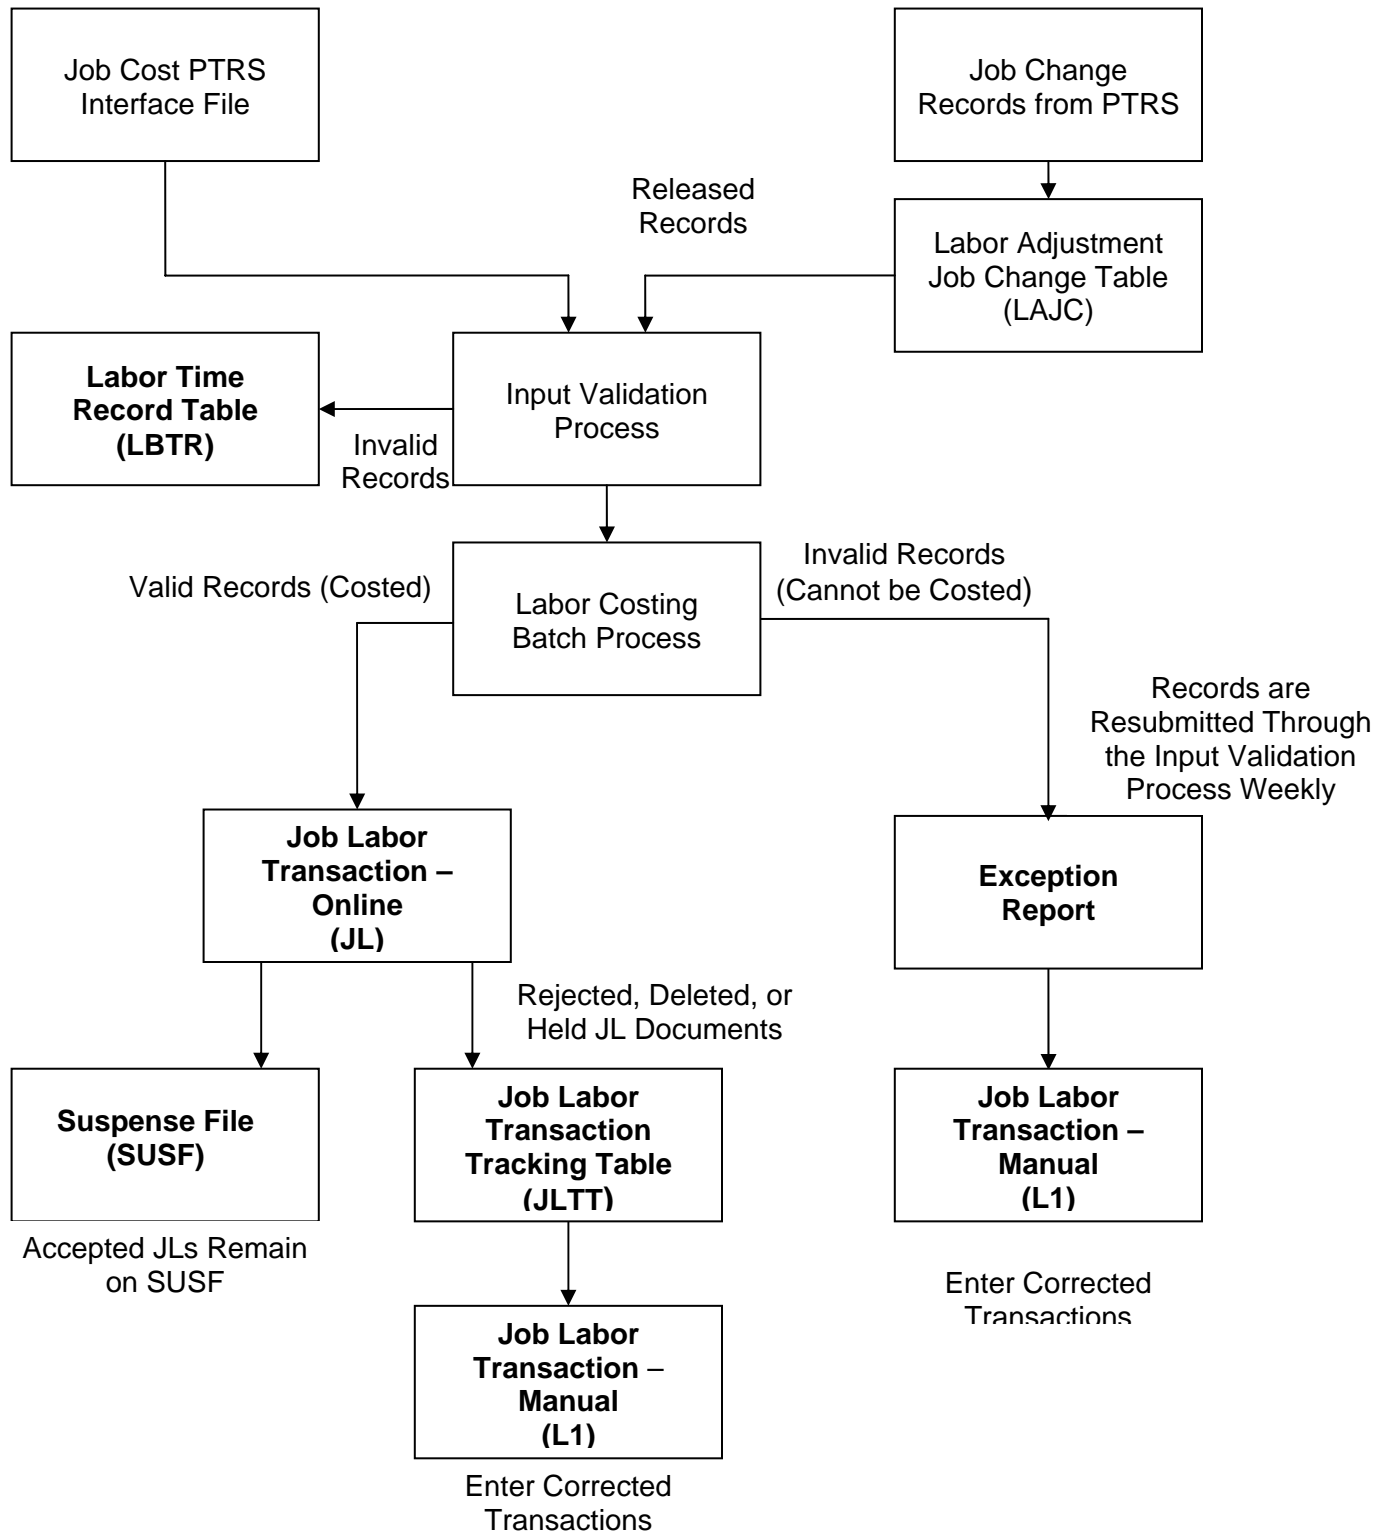 Job Cost PTRS
Interface File
Job Change
Records from PTRS
Released
Records
Labor Adjustment
Job Change Table
(LAJC)
Labor Time
Record Table
(LBTR)
Input Validation
Process
Invalid
Records
Valid Records (Costed)
Labor Costing
Batch Process
Invalid Records
(Cannot be Costed)
Records are
Resubmitted Through
the Input Validation
Process Weekly
Job Labor
Transaction –
Online
(JL)
Exception
Report
Rejected, Deleted, or
Held JL Documents
Suspense File
(SUSF)
Job Labor
Transaction
Tracking Table
(JLTT)
Job Labor
Transaction –
Manual
(L1)
Accepted JLs Remain
on SUSF
Enter Corrected
Transactions
Job Labor
Transaction –
Manual
(L1)
Enter Corrected
Transactions